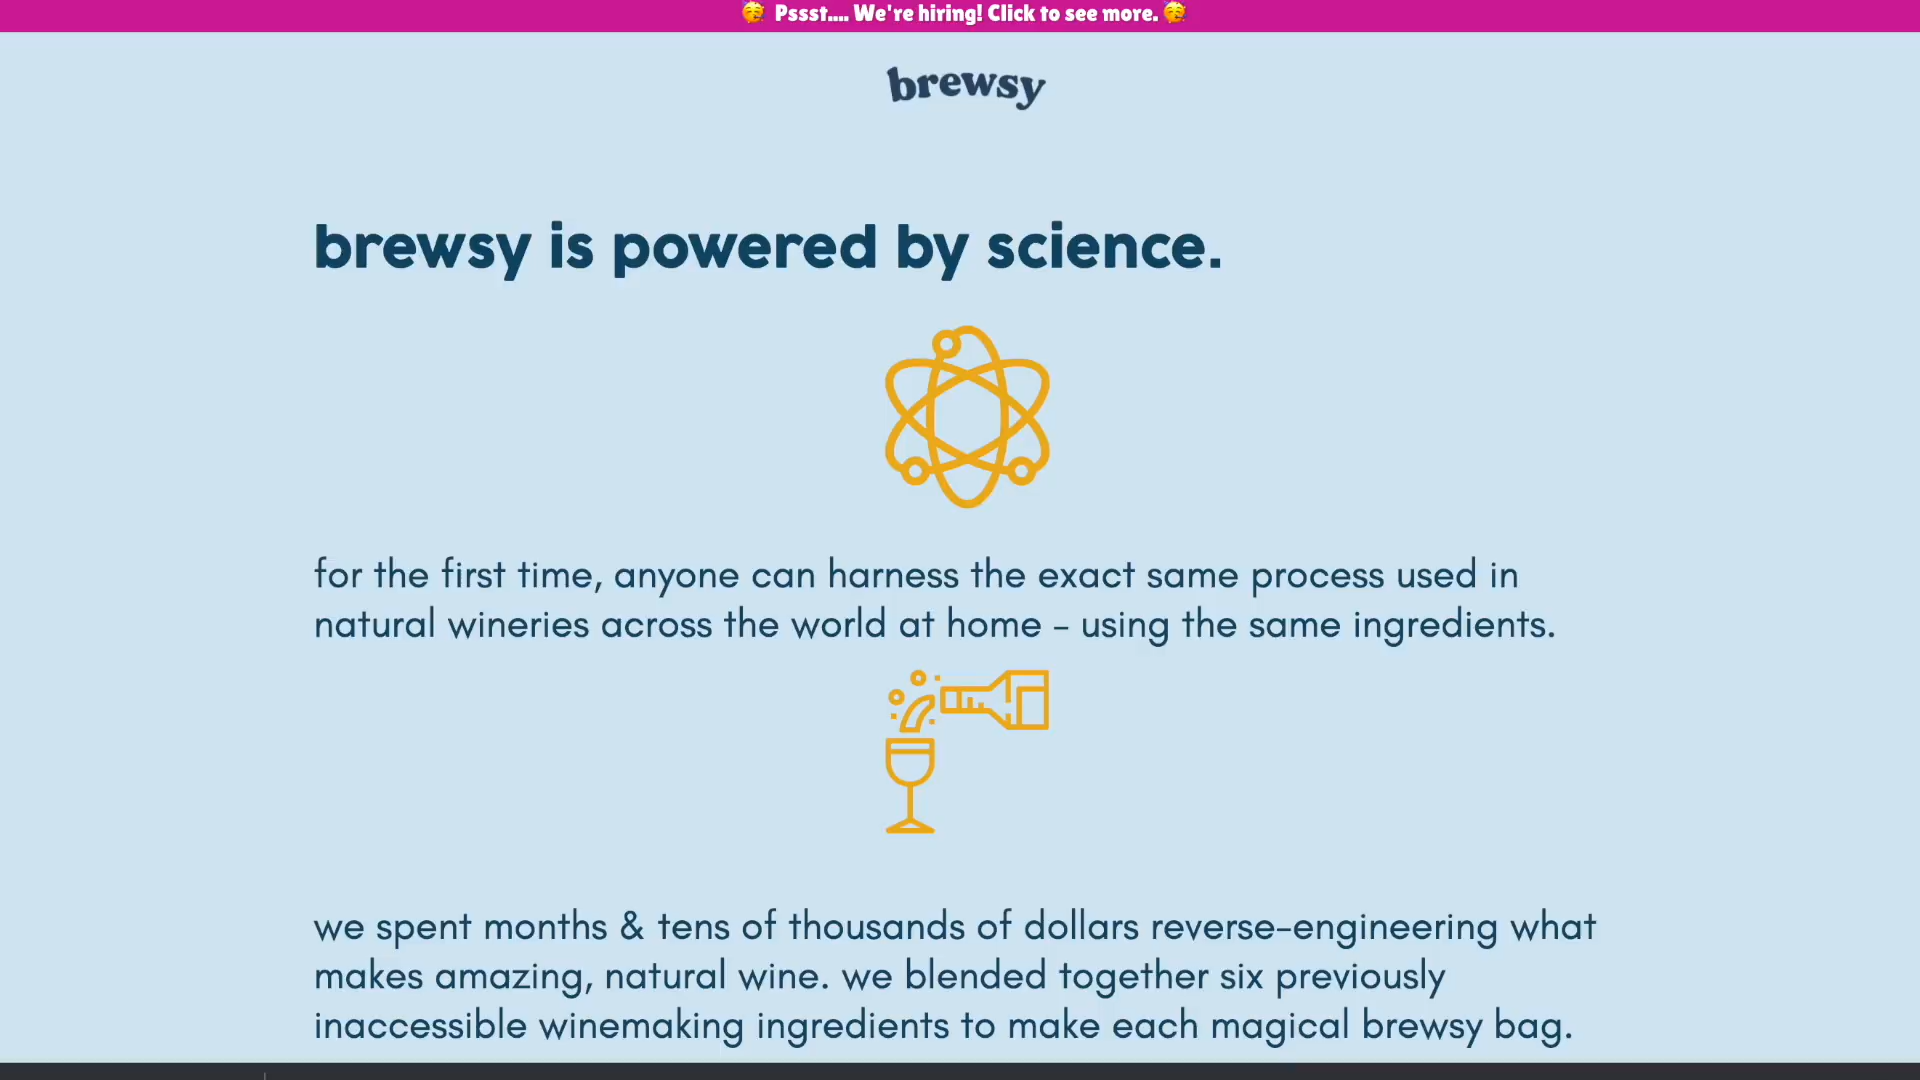 🥳 Pssst.... We're hiring! Click to see more. 🥳
brewsy
brewsy is powered by science.
for the first time, anyone can harness the exact same process used in
natural wineries across the world at home – using the same ingredients.
we spent months & tens of thousands of dollars reverse-engineering what
makes amazing, natural wine. we blended together six previously
inaccessible winemaking ingredients to make each magical brewsy bag.